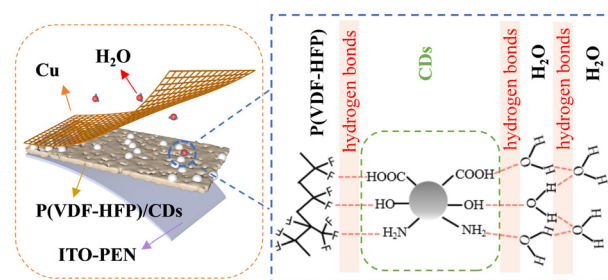 H₂O
Cu
P(VDF-HFP)/CDs
ITO-PEN
P(VDF-HFP)
hydrogen bonds
CDs
hydrogen bonds
H₂O
hydrogen bonds
H₂O
F
F
F
F
F
F
HOOC
COOH
HO
OH
H₂N
NH₂
O
H
H
O
H
H
O
H
H
O
H
H
O
H
H